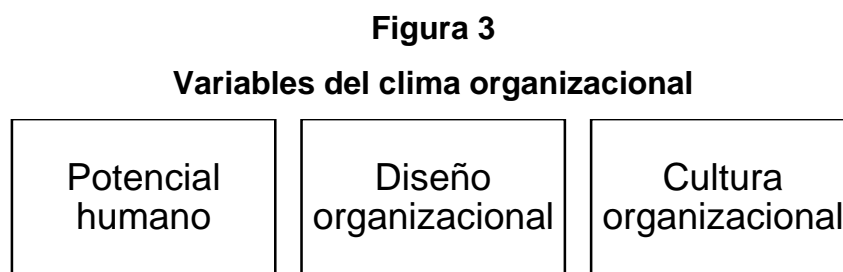 Figura 3
Variables del clima organizacional
Potencial
humano
Diseño
organizacional
Cultura
organizacional